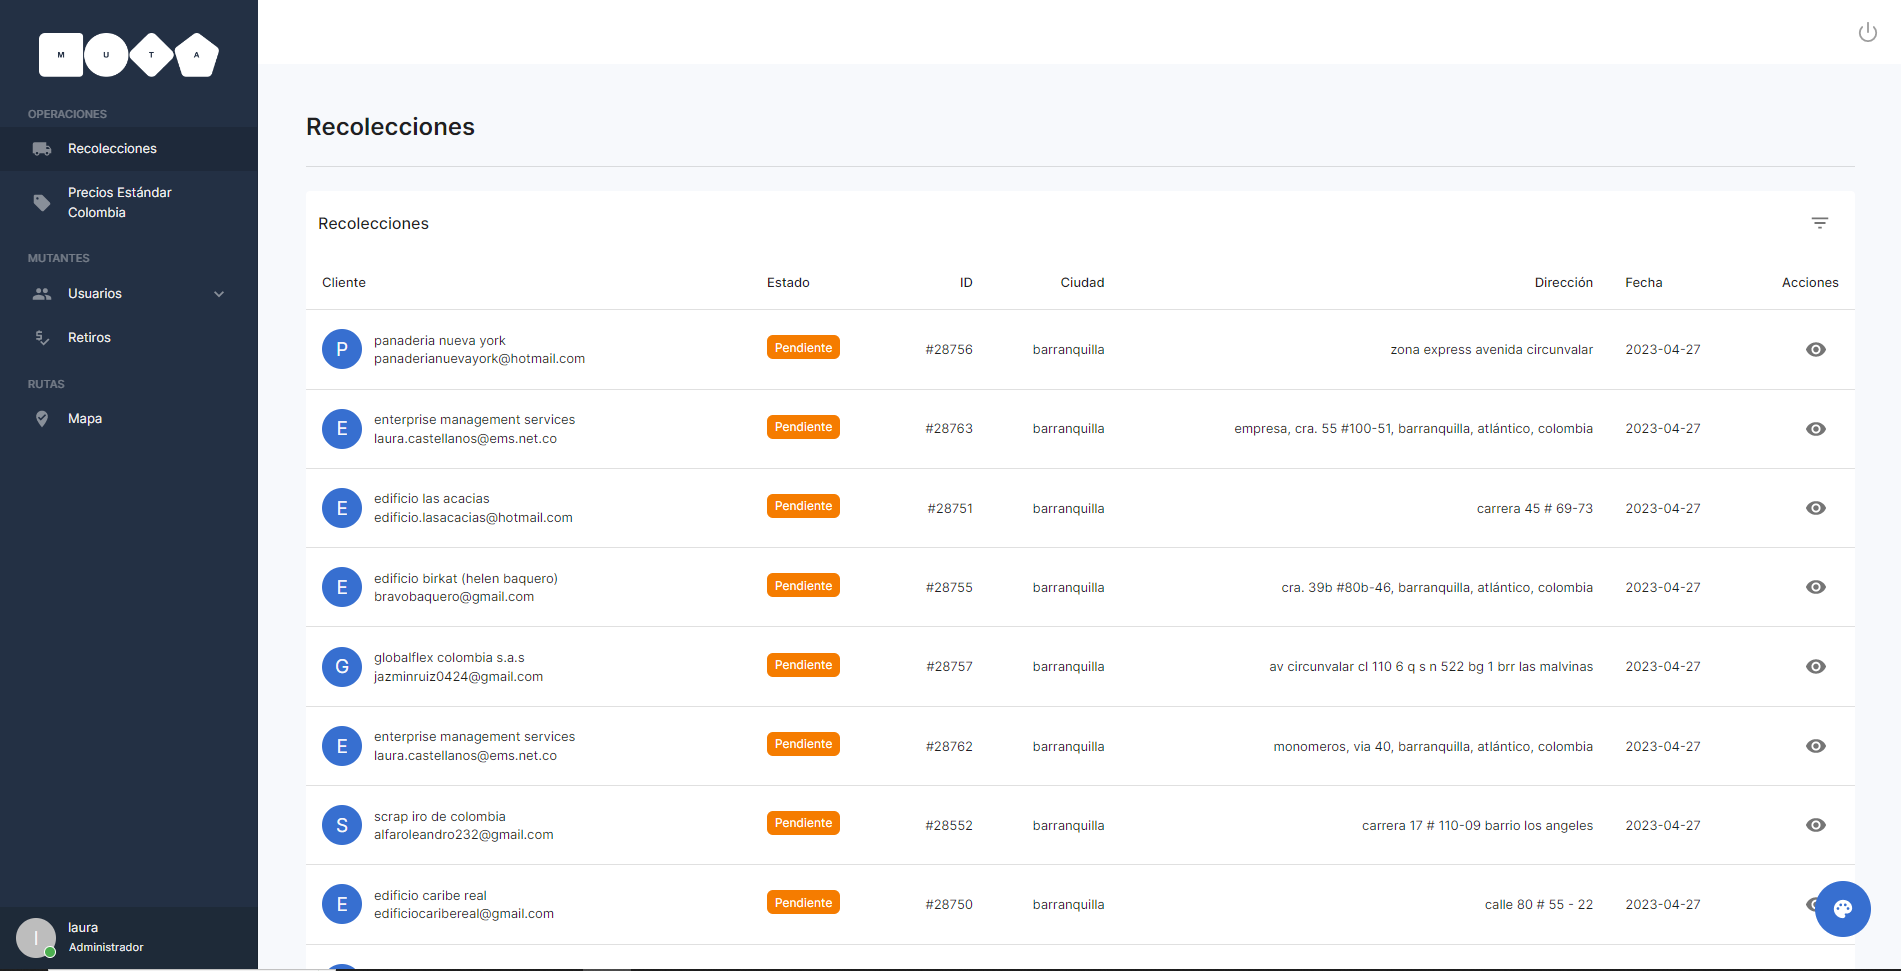 M U T A
OPERACIONES
Recolecciones
Precios Estándar
Colombia
MUTANTES
Usuarios
Retiros
RUTAS
Mapa
l
laura
Administrador
Recolecciones
Recolecciones
Cliente Estado ID Ciudad Dirección Fecha Acciones
P panaderia nueva york
panaderianuevayork@hotmail.com
Pendiente #28756 barranquilla zona express avenida circunvalar 2023-04-27
E enterprise management services
laura.castellanos@ems.net.co
Pendiente #28763 barranquilla empresa, cra. 55 #100-51, barranquilla, atlántico, colombia 2023-04-27
E edificio las acacias
edificio.lasacacias@hotmail.com
Pendiente #28751 barranquilla carrera 45 # 69-73 2023-04-27
E edificio birkat (helen baquero)
bravobaquero@gmail.com
Pendiente #28755 barranquilla cra. 39b #80b-46, barranquilla, atlántico, colombia 2023-04-27
G globalflex colombia s.a.s
jazminruiz0424@gmail.com
Pendiente #28757 barranquilla av circunvalar cl 110 6 q s n 522 bg 1 brr las malvinas 2023-04-27
E enterprise management services
laura.castellanos@ems.net.co
Pendiente #28762 barranquilla monomeros, via 40, barranquilla, atlántico, colombia 2023-04-27
S scrap iro de colombia
alfaroleandro232@gmail.com
Pendiente #28552 barranquilla carrera 17 # 110-09 barrio los angeles 2023-04-27
E edificio caribe real
edificiocaribereal@gmail.com
Pendiente #28750 barranquilla calle 80 # 55 - 22 2023-04-27